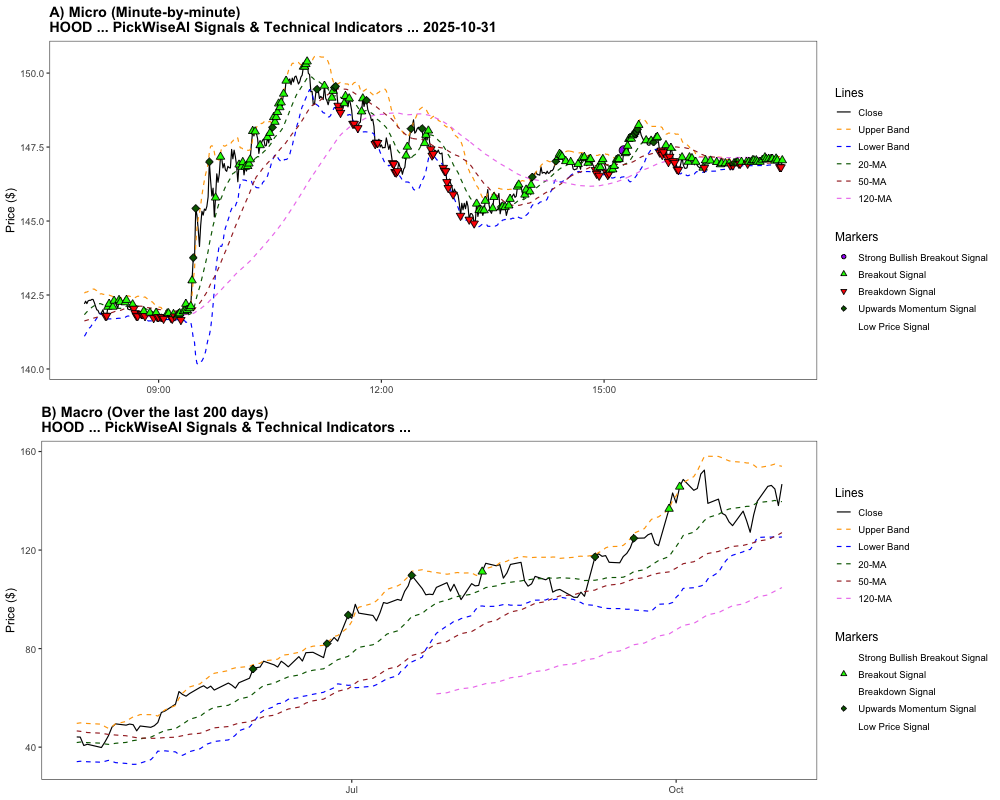 A) Micro (Minute-by-minute)
HOOD ... PickWiseAI Signals & Technical Indicators ... 2025-10-31
Price ($)
150.0
147.5
145.0
142.5
140.0
09:00
12:00
15:00
Lines
Close
Upper Band
Lower Band
20-MA
50-MA
120-MA
Markers
Strong Bullish Breakout Signal
Breakout Signal
Breakdown Signal
Upwards Momentum Signal
Low Price Signal
B) Macro (Over the last 200 days)
HOOD ... PickWiseAI Signals & Technical Indicators ...
Price ($)
160
120
80
40
Jul
Oct
Lines
Close
Upper Band
Lower Band
20-MA
50-MA
120-MA
Markers
Strong Bullish Breakout Signal
Breakout Signal
Breakdown Signal
Upwards Momentum Signal
Low Price Signal